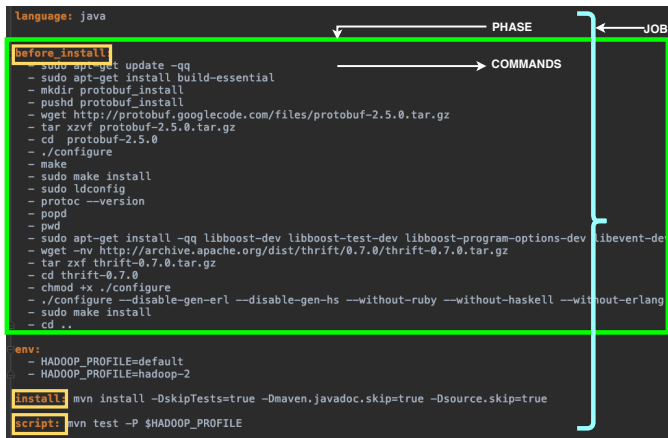 language: java
PHASE
JOB
before_install:
- sudo apt-get update -qq
COMMANDS
- sudo apt-get install build-essential
- mkdir protobuf_install
- pushd protobuf_install
- wget http://protobuf.googlecode.com/files/protobuf-2.5.0.tar.gz
- tar xzvf protobuf-2.5.0.tar.gz
- cd  protobuf-2.5.0
- ./configure
- make
- sudo make install
- sudo ldconfig
- protoc --version
- popd
- pwd
- sudo apt-get install -qq libboost-dev libboost-test-dev libboost-program-options-dev libevent-de
- wget -nv http://archive.apache.org/dist/thrift/0.7.0/thrift-0.7.0.tar.gz
- tar zxf thrift-0.7.0.tar.gz
- cd thrift-0.7.0
- chmod +x ./configure
- ./configure --disable-gen-erl --disable-gen-hs --without-ruby --without-haskell --without-erlang
- sudo make install
- cd ..
env:
- HADOOP_PROFILE=default
- HADOOP_PROFILE=hadoop-2
install: mvn install -DskipTests=true -Dmaven.javadoc.skip=true -Dsource.skip=true
script: mvn test -P $HADOOP_PROFILE